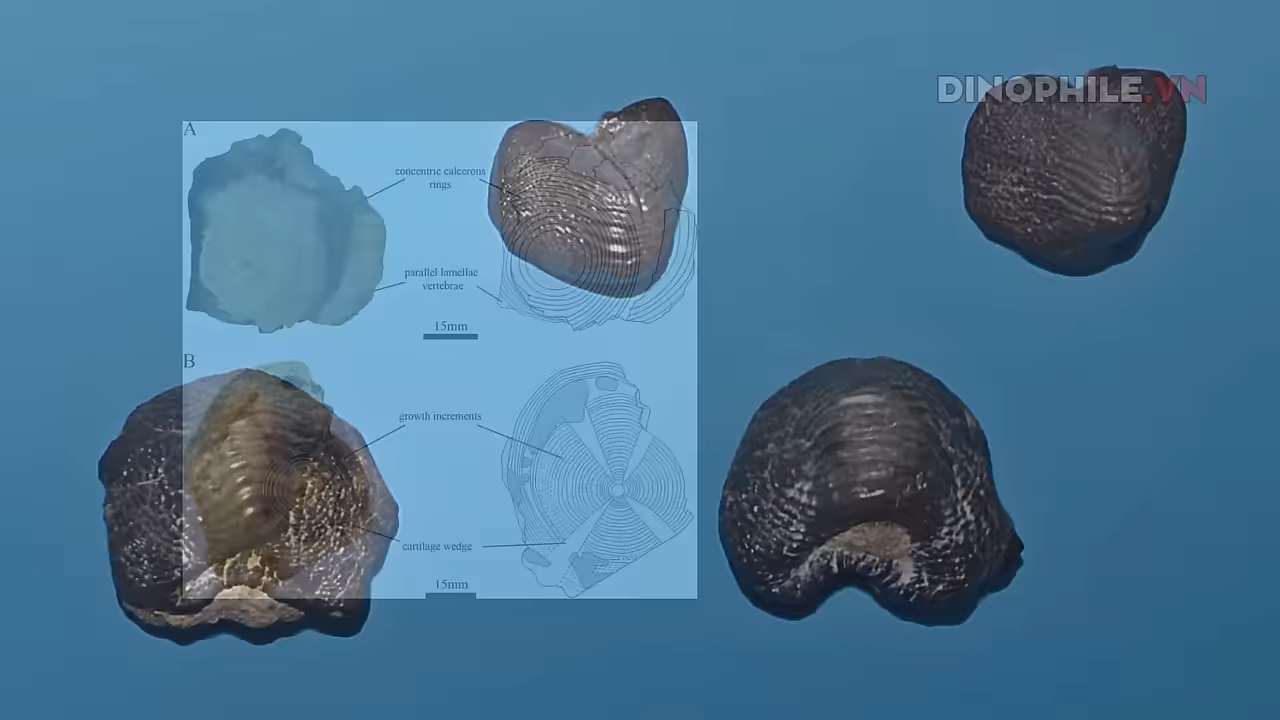 DINOPHILE.VN
A
concentric calcerous
rings
parallel lamellae
vertebrae
15mm
B
growth increments
cartilage wedge
15mm